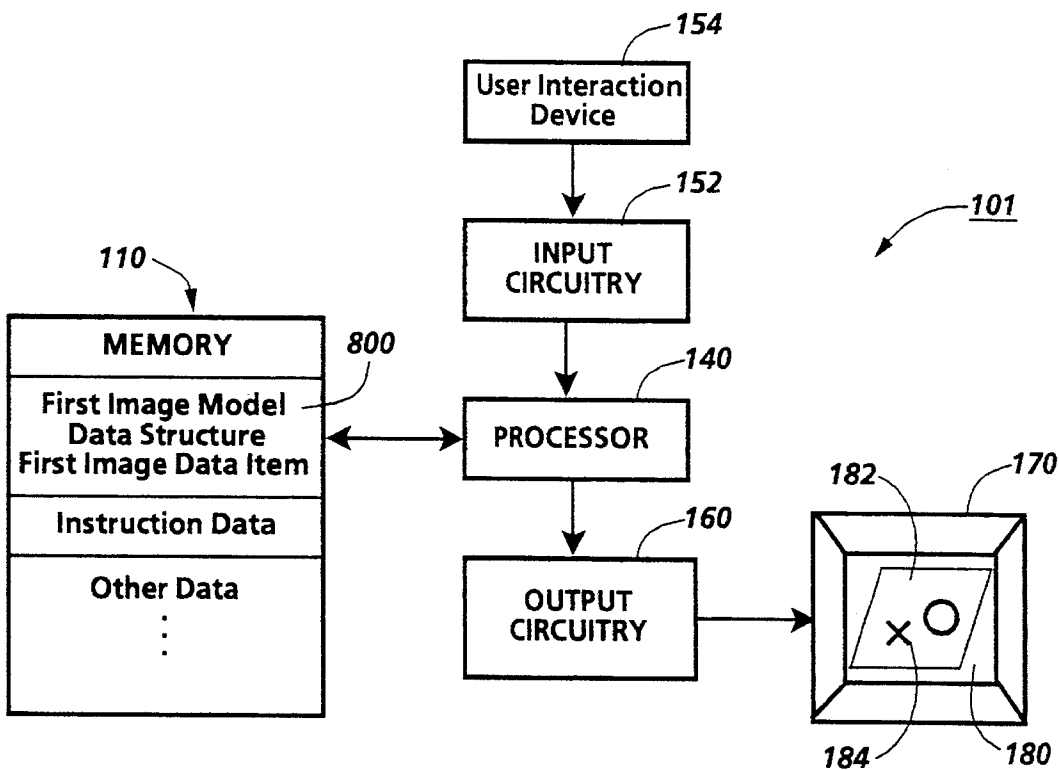 154
User Interaction
Device
152
INPUT
CIRCUITRY
101
110
MEMORY
800
First Image Model
Data Structure
First Image Data Item
Instruction Data
Other Data
140
PROCESSOR
160
OUTPUT
CIRCUITRY
182
170
184
180